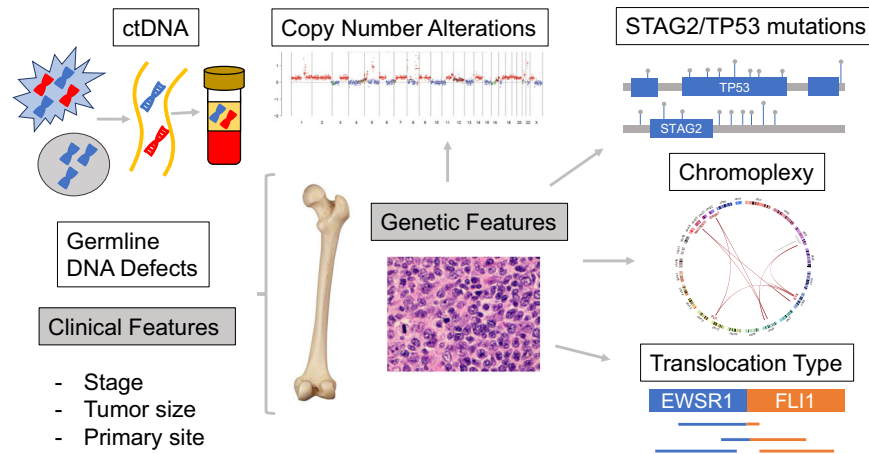 ctDNA
Copy Number Alterations
STAG2/TP53 mutations
TP53
STAG2
Chromoplexy
Genetic Features
Germline
DNA Defects
Clinical Features
- Stage
- Tumor size
- Primary site
Translocation Type
EWSR1
FLI1